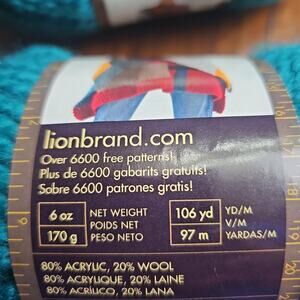 lionbrand.com
Over 6600 free patterns!
Plus de 6600 gabarits gratuits!
Sobre 6600 patrones gratis!
6 oz NET WEIGHT 106 yd YD/M
POIDS NET V/M
170 g PESO NETO 97 m YARDAS/M
80% ACRYLIC, 20% WOOL
80% ACRYLIQUE, 20% LAINE
80% ACRÍLICO, 20% LANA